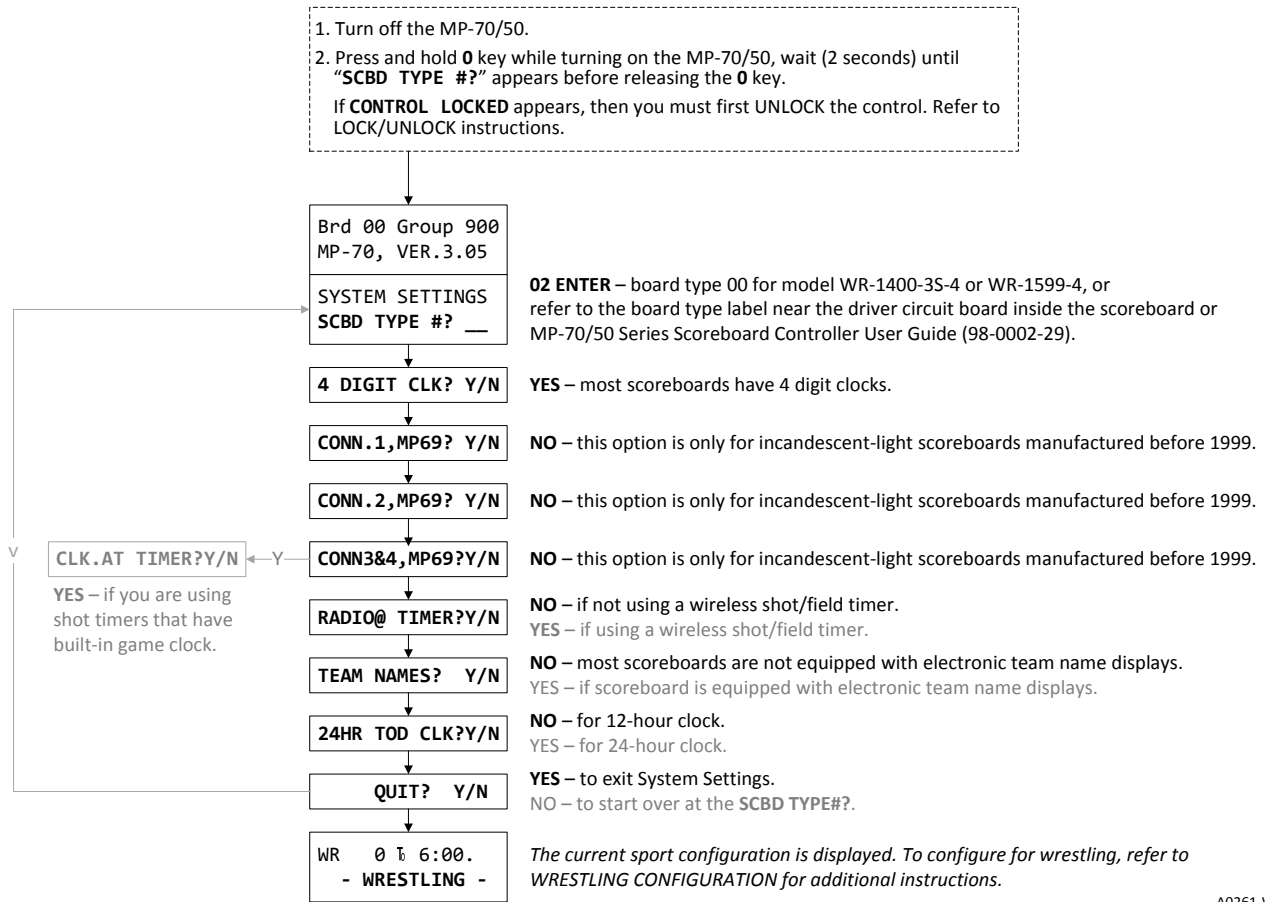 1. Turn off the MP-70/50.
2. Press and hold 0 key while turning on the MP-70/50, wait (2 seconds) until
“SCBD TYPE #?” appears before releasing the 0 key.
If CONTROL LOCKED appears, then you must first UNLOCK the control. Refer to
LOCK/UNLOCK instructions.
Brd 00 Group 900
MP-70, VER.3.05
SYSTEM SETTINGS
SCBD TYPE #? __
02 ENTER – board type 00 for model WR-1400-3S-4 or WR-1599-4, or
refer to the board type label near the driver circuit board inside the scoreboard or
MP-70/50 Series Scoreboard Controller User Guide (98-0002-29).
4 DIGIT CLK? Y/N
YES – most scoreboards have 4 digit clocks.
CONN.1,MP69? Y/N
NO – this option is only for incandescent-light scoreboards manufactured before 1999.
CONN.2,MP69? Y/N
NO – this option is only for incandescent-light scoreboards manufactured before 1999.
V
CLK.AT TIMER?Y/N
Y
CONN3&4,MP69?Y/N
NO – this option is only for incandescent-light scoreboards manufactured before 1999.
YES – if you are using
shot timers that have
built-in game clock.
RADIO@ TIMER?Y/N
NO – if not using a wireless shot/field timer.
YES – if using a wireless shot/field timer.
TEAM NAMES? Y/N
NO – most scoreboards are not equipped with electronic team name displays.
YES – if scoreboard is equipped with electronic team name displays.
24HR TOD CLK?Y/N
NO – for 12-hour clock.
YES – for 24-hour clock.
QUIT? Y/N
YES – to exit System Settings.
NO – to start over at the SCBD TYPE#?.
WR 0 To 6:00.
- WRESTLING -
The current sport configuration is displayed. To configure for wrestling, refer to
WRESTLING CONFIGURATION for additional instructions.